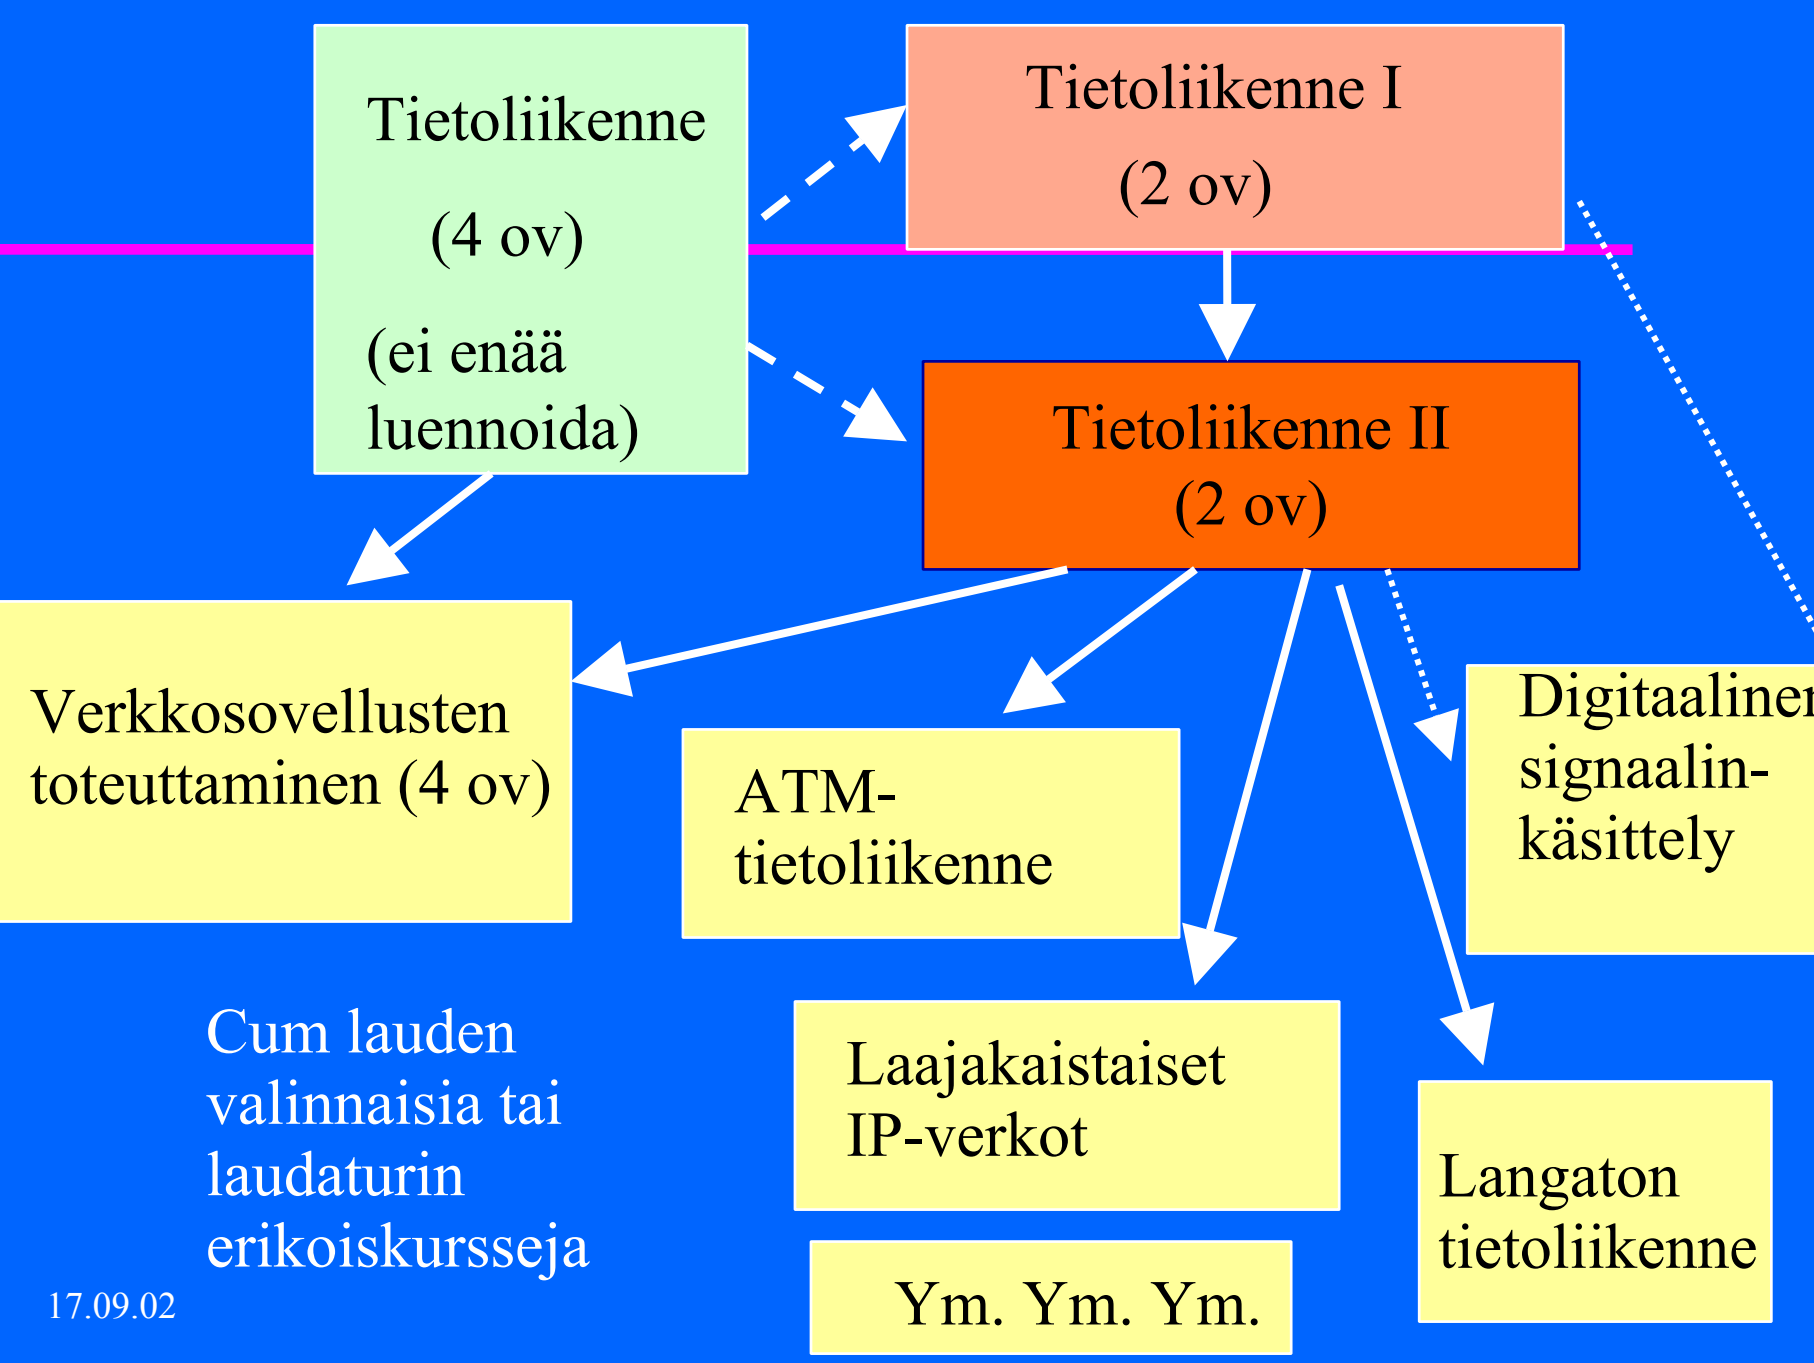 Tietoliikenne
(4 ov)
(ei enää
luennoida)
Tietoliikenne I
(2 ov)
Tietoliikenne II
(2 ov)
Verkkosovellusten
toteuttaminen (4 ov)
ATM-
tietoliikenne
Digitaalinen
signaalin-
käsittely
Laajakaistaiset
IP-verkot
Langaton
tietoliikenne
Ym. Ym. Ym.
Cum lauden
valinnaisia tai
laudaturin
erikoiskursseja
17.09.02